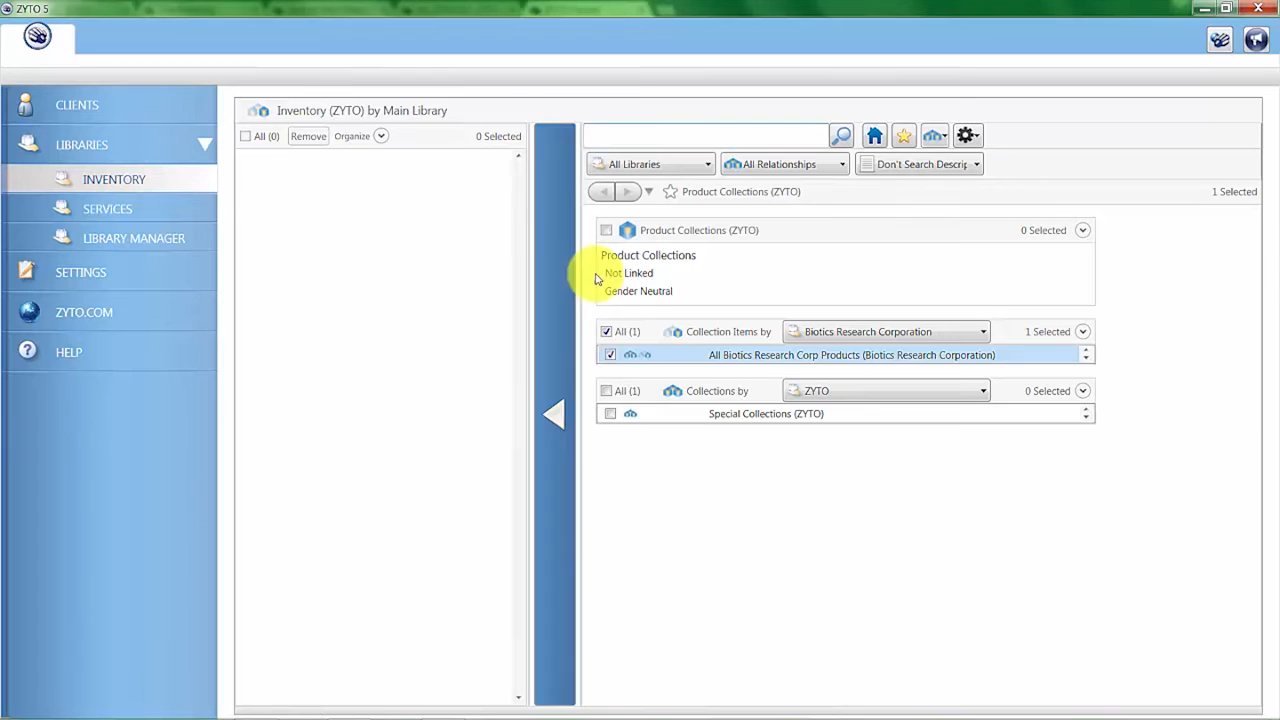 ZYTO 5
CLIENTS
LIBRARIES
INVENTORY
SERVICES
LIBRARY MANAGER
SETTINGS
ZYTO.COM
HELP
Inventory (ZYTO) by Main Library
All (0) Remove Organize 0 Selected
All Libraries All Relationships Don't Search Descrip
Product Collections (ZYTO) 1 Selected
Product Collections (ZYTO) 0 Selected
Product Collections
Not Linked
Gender Neutral
All (1) Collection Items by Biotics Research Corporation 1 Selected
All Biotics Research Corp Products (Biotics Research Corporation)
All (1) Collections by ZYTO 0 Selected
Special Collections (ZYTO)